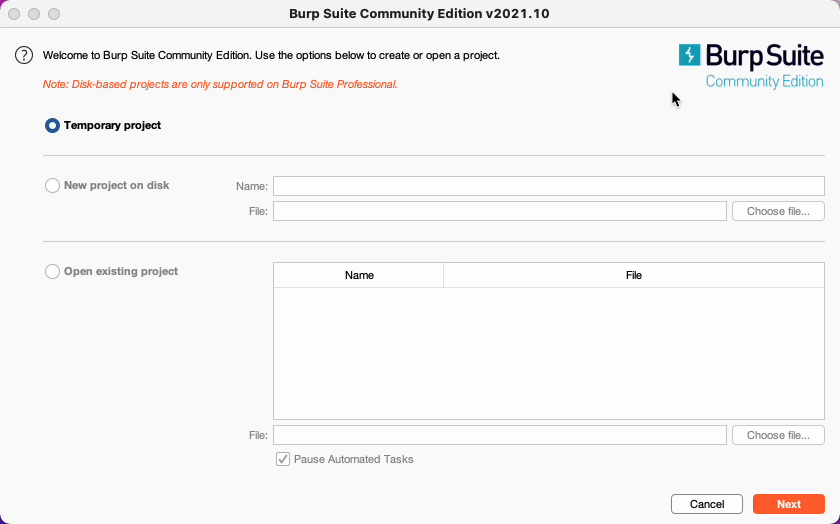 Burp Suite Community Edition v2021.10
? Welcome to Burp Suite Community Edition. Use the options below to create or open a project.
Burp Suite
Community Edition
Note: Disk-based projects are only supported on Burp Suite Professional.
Temporary project
New project on disk
Name:
File:
Choose file...
Open existing project
Name File
File:
Choose file...
Pause Automated Tasks
Cancel Next